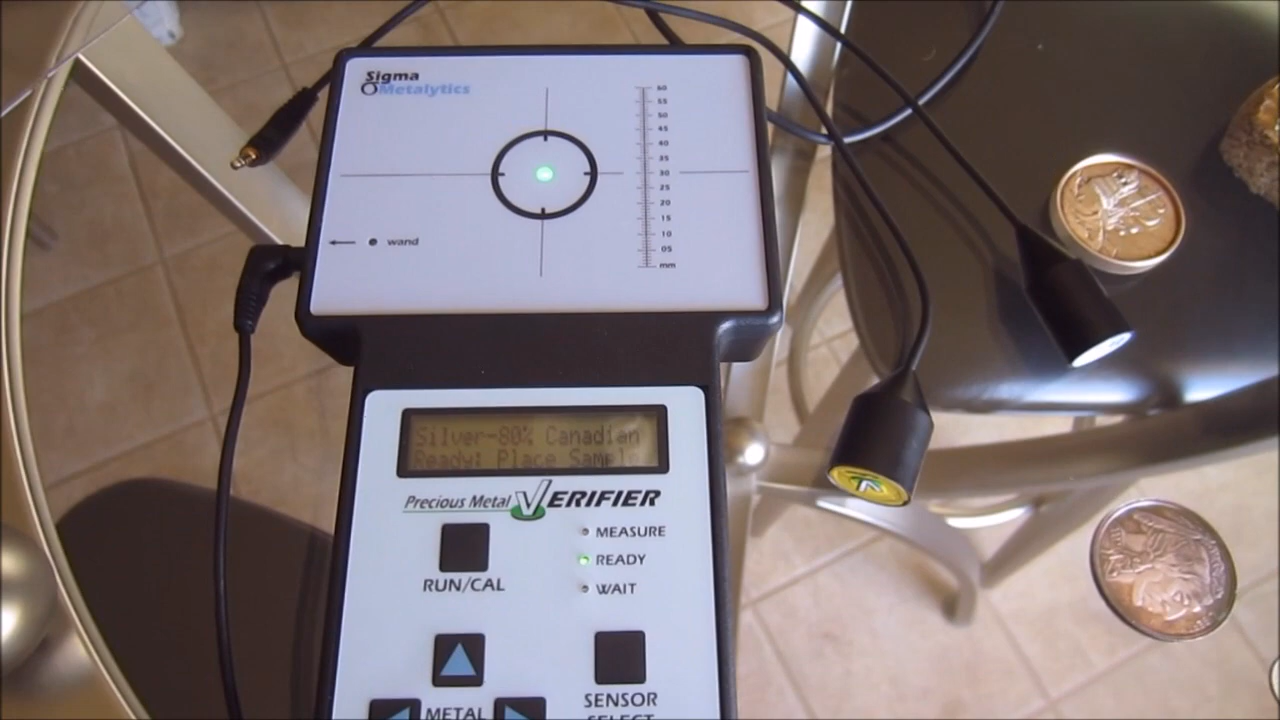 Sigma
Metalytics
60
55
50
45
40
35
30
25
20
15
10
05
mm
wand
Silver-80% Canadian
Ready: Place Sample
Precious Metal VERIFIER
MEASURE
READY
WAIT
RUN/CAL
SENSOR
SELECT
METAL